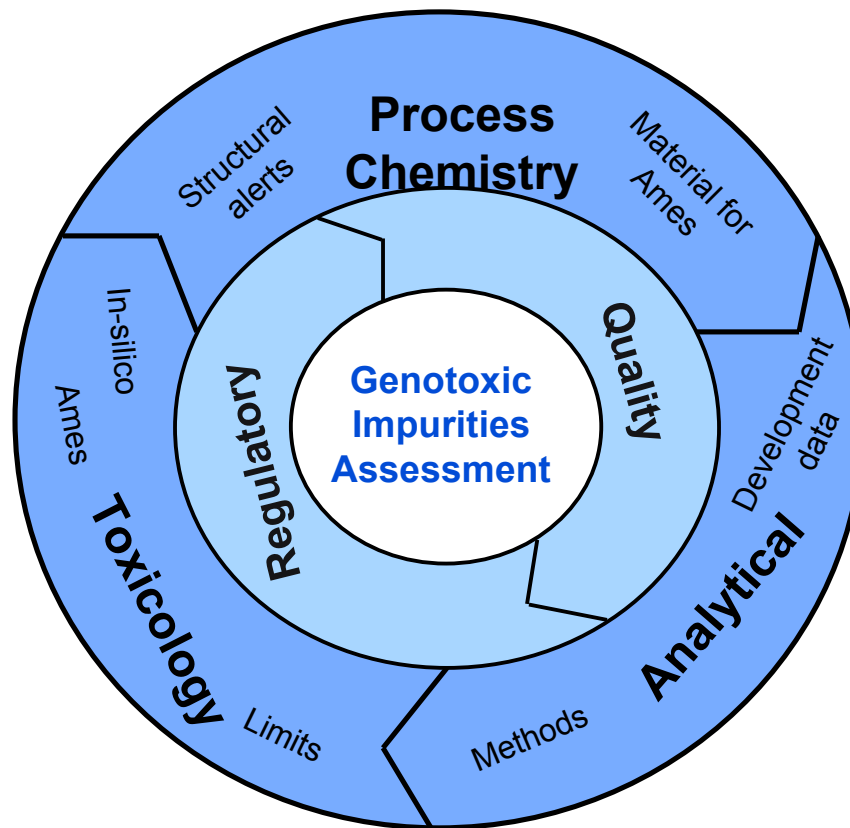 Process
Chemistry
Structural
alerts
Material for
Ames
Quality
Development
data
Analytical
Methods
Limits
Toxicology
Ames
In-silico
Regulatory
Genotoxic
Impurities
Assessment